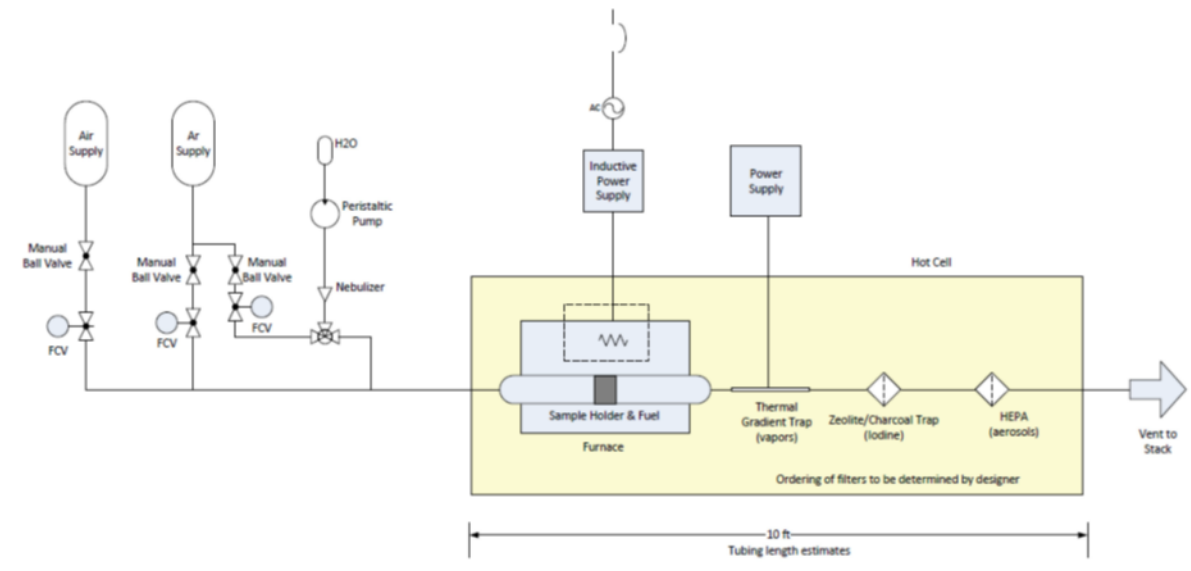 AC
Air
Supply
Ar
Supply
H2O
Inductive
Power
Supply
Power
Supply
Peristaltic
Pump
Manual
Ball Valve
Manual
Ball Valve
Manual
Ball Valve
Nebulizer
Hot Cell
FCV
FCV
FCV
Sample Holder & Fuel
Furnace
Thermal
Gradient Trap
(vapors)
Zeolite/Charcoal Trap
(Iodine)
HEPA
(aerosols)
Vent to
Stack
Ordering of filters to be determined by designer
10 ft
Tubing length estimates